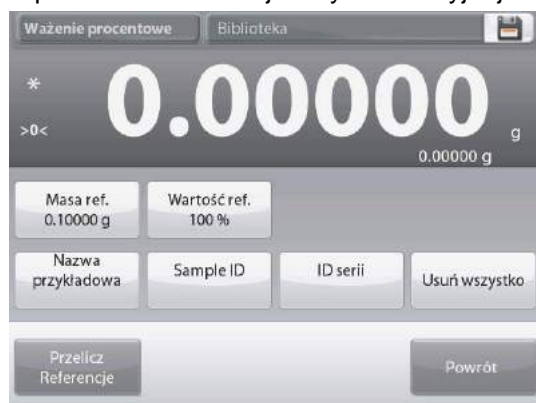 Ważenie procentowe
Biblioteka
*
0.00000 g
>0<
0.00000 g
Masa ref.
0.10000 g
Wartość ref.
100 %
Nazwa
przykładowa
Sample ID
ID serii
Usuń wszystko
Przelicz
Referencje
Powrót